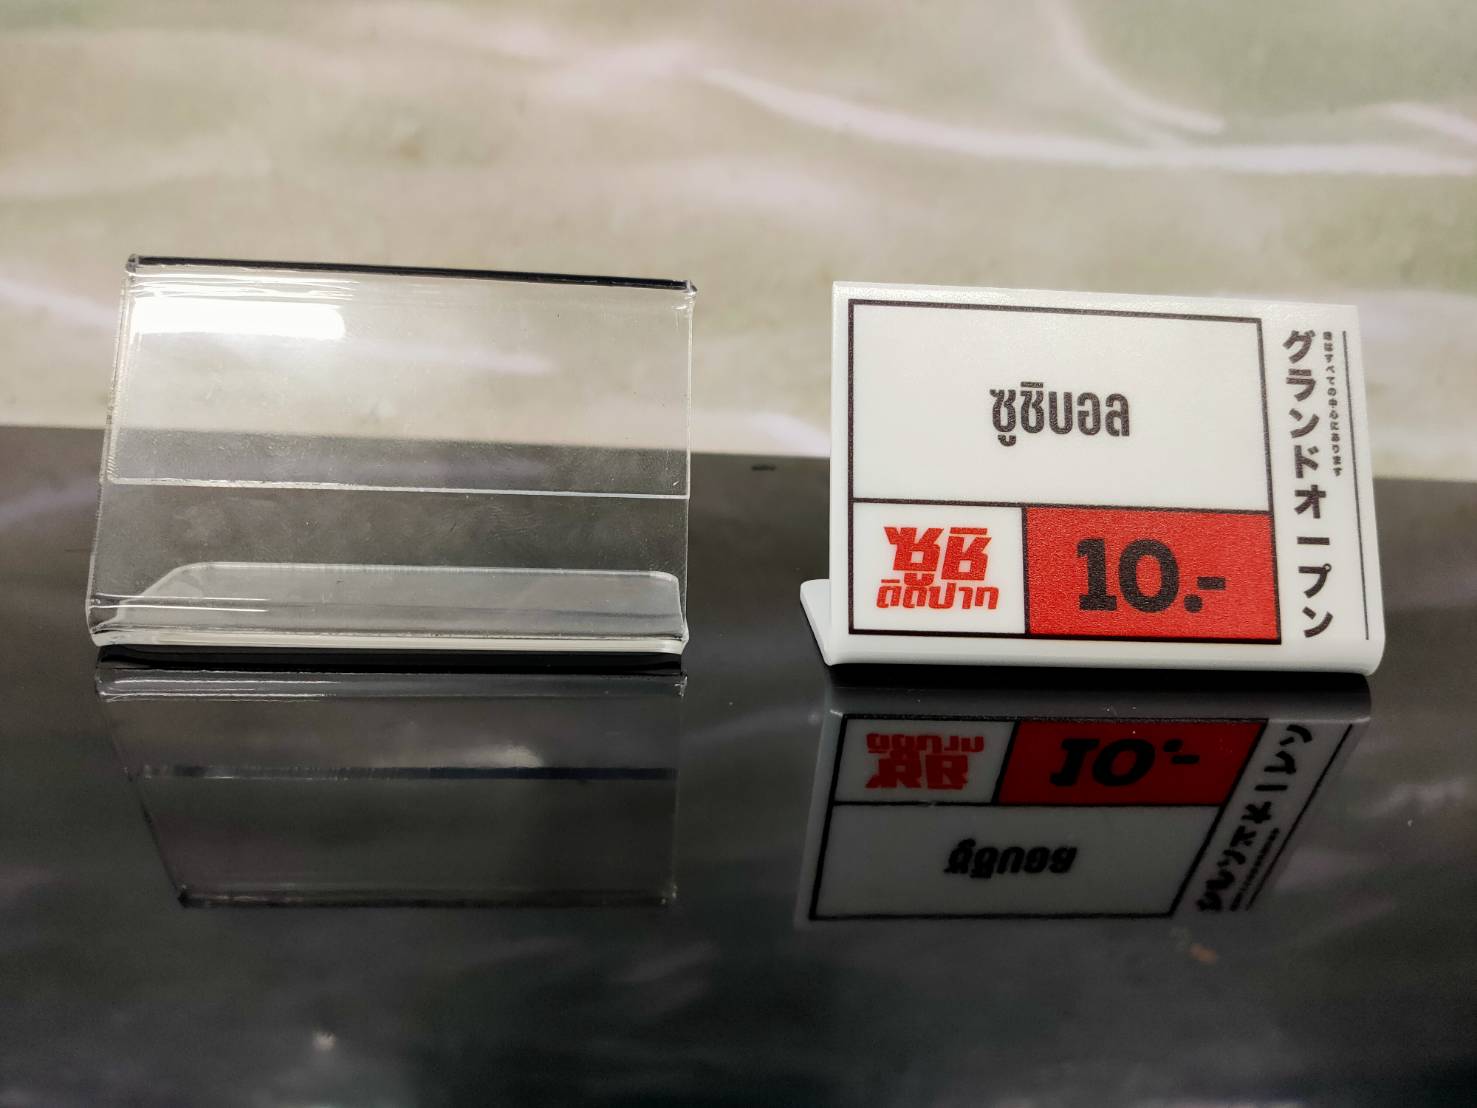 ซูชิบอล
ซูชิ
ติดปาก
10.-
グランドオープン